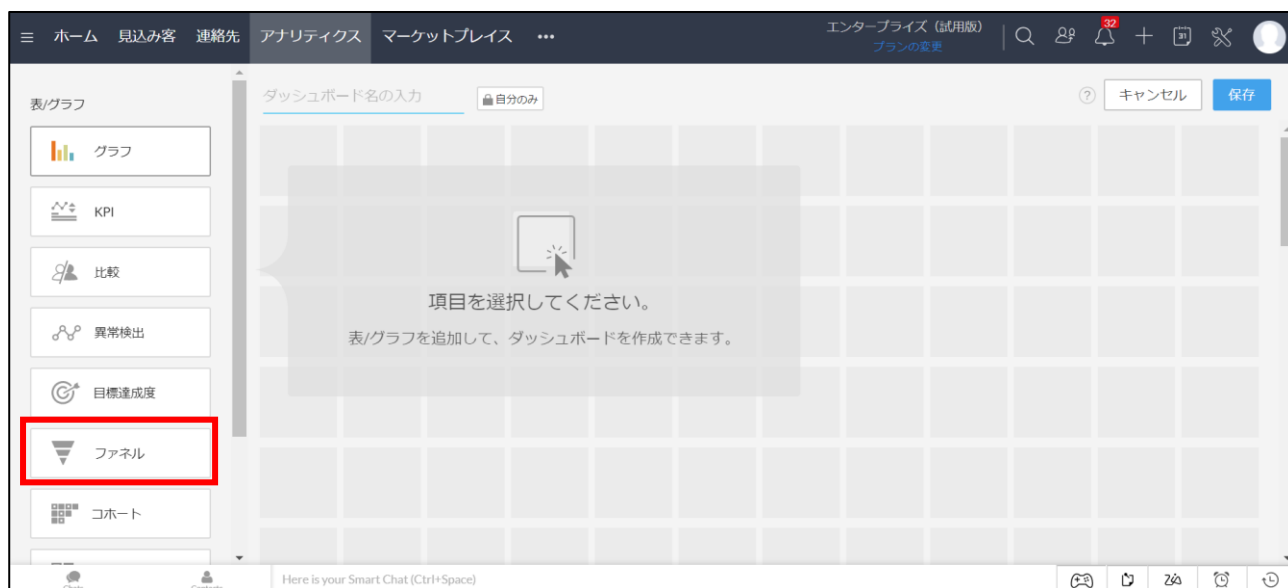 ホーム 見込み客 連絡先 アナリティクス マーケットプレイス •••
エンタープライズ（試用版）
プランの変更
32
31
表/グラフ
ダッシュボード名の入力
自分のみ
?
キャンセル
保存
グラフ
KPI
比較
異常検出
目標達成度
ファネル
コホート
項目を選択してください。
表/グラフを追加して、ダッシュボードを作成できます。
Here is your Smart Chat (Ctrl+Space)